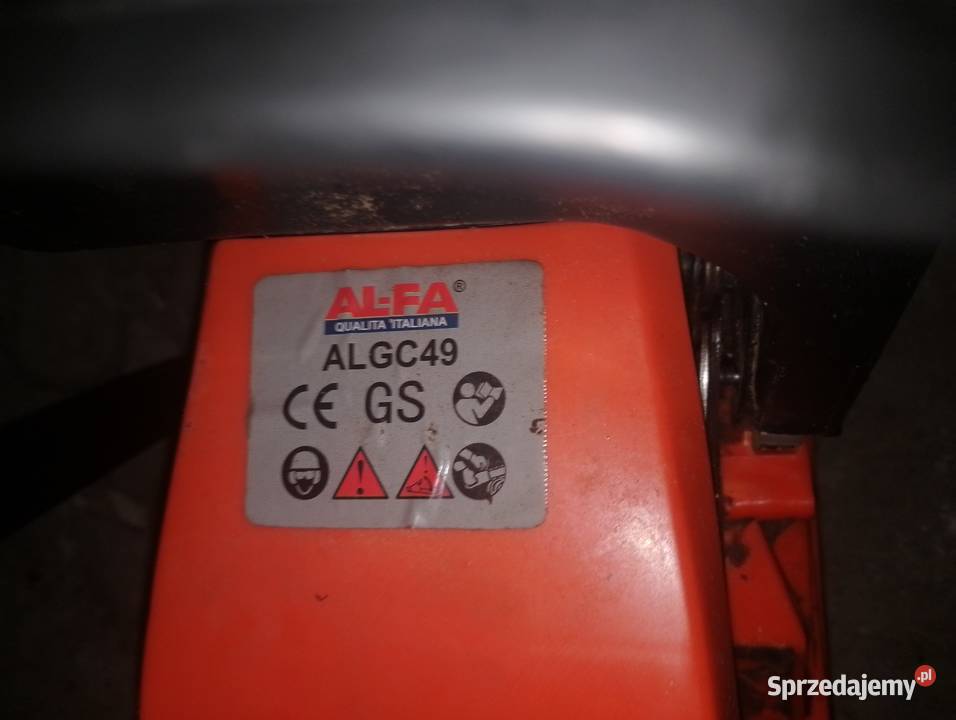 AL-FA®
QUALITA 'ITALIANA
ALGC49
CE GS
Sprzedajemy.pl